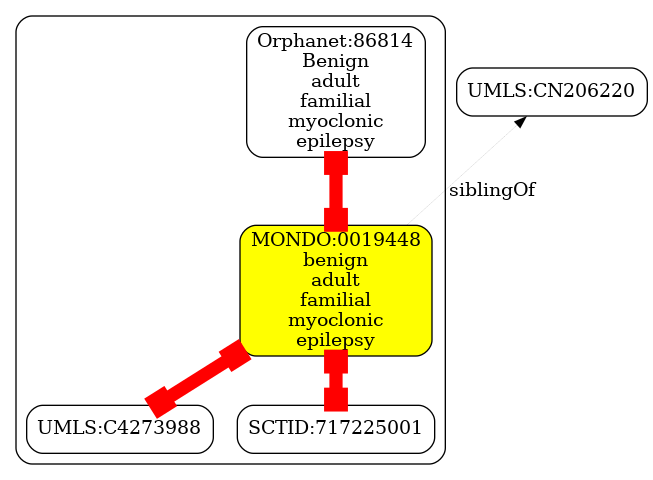 Orphanet:86814
Benign
adult
familial
myoclonic
epilepsy
UMLS:CN206220
siblingOf
MONDO:0019448
benign
adult
familial
myoclonic
epilepsy
UMLS:C4273988
SCTID:717225001